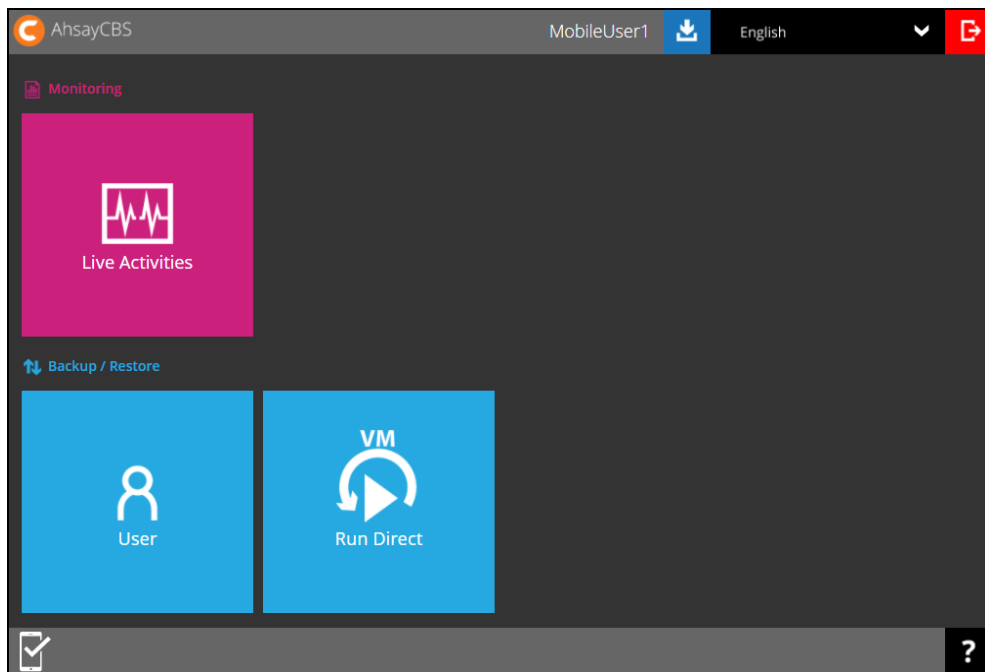 AhsayCBS
MobileUser1
English
Monitoring
Live Activities
Backup / Restore
User
VM
Run Direct
?